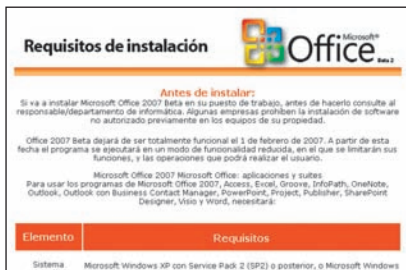 Requisitos de instalación
Microsoft®
Office
Beta 2
Antes de instalar:
Si va a instalar Microsoft Office 2007 Beta en su puesto de trabajo, antes de hacerlo consulte al
responsable/departamento de informática. Algunas empresas prohíben la instalación de software
no autorizado previamente en los equipos de su propiedad.
Office 2007 Beta dejará de ser totalmente funcional el 1 de febrero de 2007. A partir de esta
fecha el programa se ejecutará en un modo de funcionalidad reducida, en el que se limitarán sus
funciones, y las operaciones que podrá realizar el usuario.
Microsoft Office 2007 Microsoft Office: aplicaciones y suites
Para usar los programas de Microsoft Office 2007, Access, Excel, Groove, InfoPath, OneNote,
Outlook, Outlook con Business Contact Manager, PowerPoint, Project, Publisher, SharePoint
Designer, Visio y Word, necesitará:
Elemento Requisitos
Sistema Microsoft Windows XP con Service Pack 2 (SP2) o posterior, o Microsoft Windows